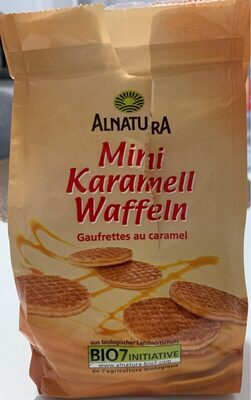 ALNATURA
Mini
Karamell
Waffeln
Gaufrettes au caramel
aus biologischer Landwirtschaft
BIO7 INITIATIVE
www.alnatura-bio7.com
de l'agriculture biologique